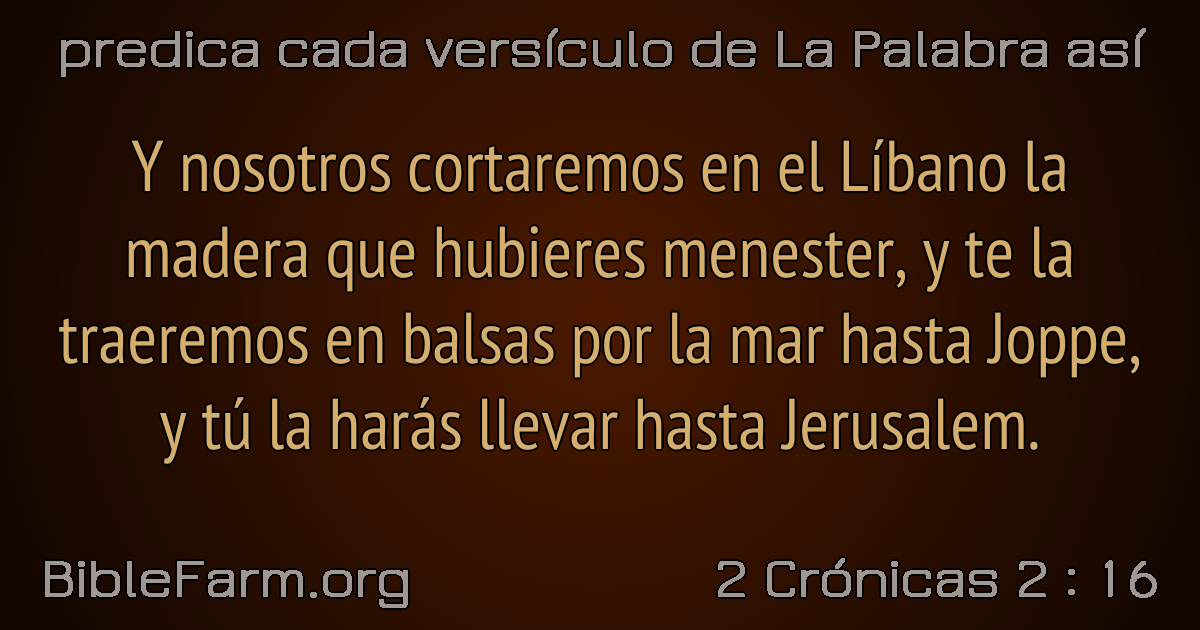 predica cada versículo de La Palabra así
Y nosotros cortaremos en el Líbano la
madera que hubieres menester, y te la
traeremos en balsas por la mar hasta Joppe,
y tú la harás llevar hasta Jerusalem.
BibleFarm.org
2 Crónicas 2 : 16